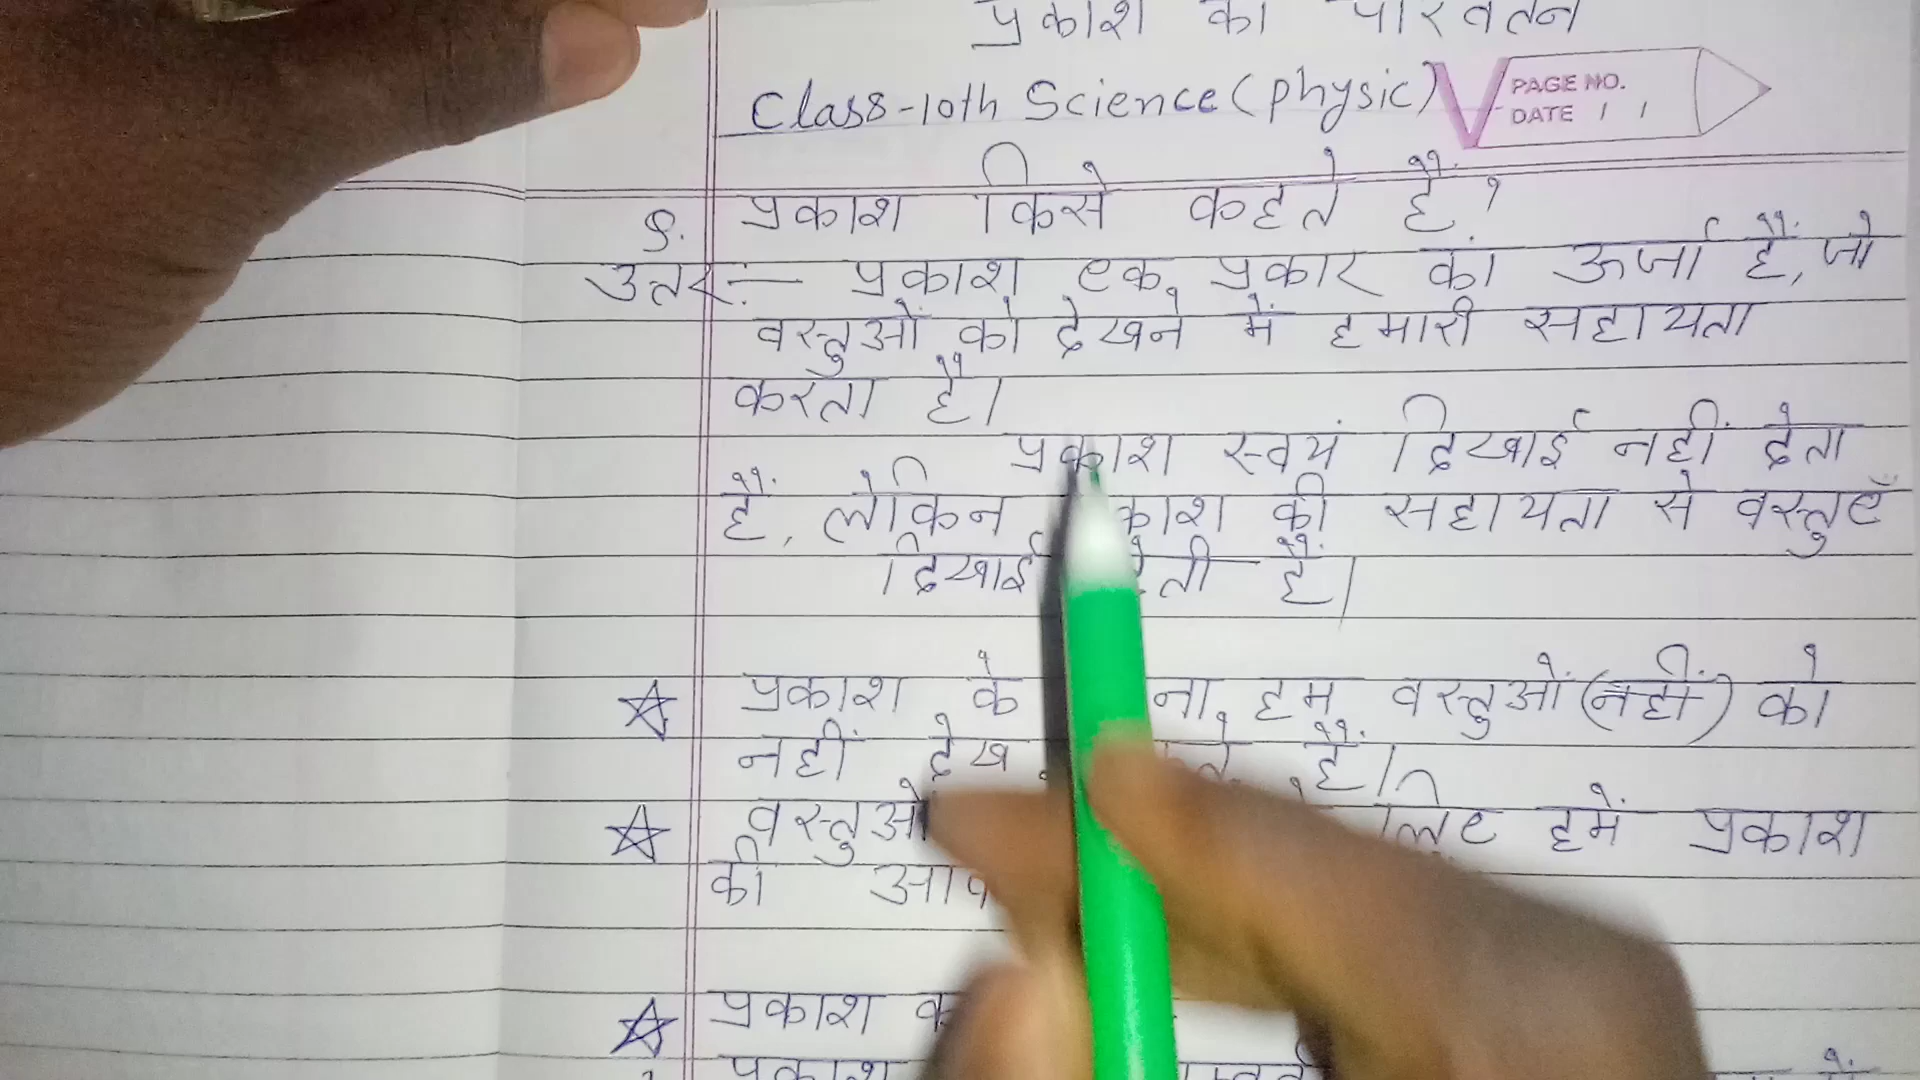 प्रकाश का परिवर्तन
Class-10th Science (physic)
PAGE NO.
DATE / /
Q. प्रकाश किसे कहते हैं?
उत्तर:- प्रकाश एक प्रकार का ऊर्जा हैं, जो
वस्तुओं को देखने में हमारी सहायता
करता है।
प्रकाश स्वयं दिखाई नहीं देता
हैं, लेकिन काश की सहायता से वस्तुएँ
दिखाई ती हैं।
☆ प्रकाश के ना हम वस्तुओं (नहीं) को
नहीं देख हैं।
☆ वस्तुओ लिए हमें प्रकाश
की आव
☆ प्रकाश क